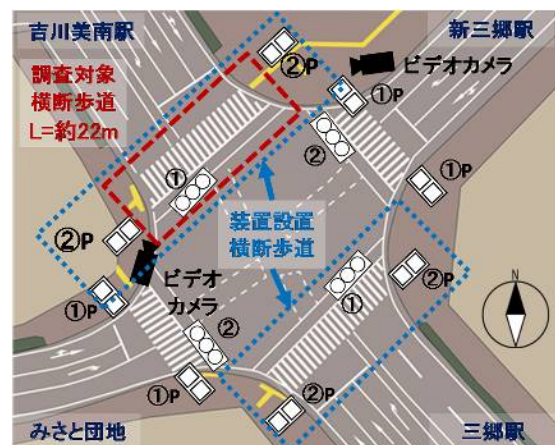 吉川美南駅
新三郷駅
調査対象
横断歩道
L=約22m
②P
ビデオカメラ
①P
②
①
①P
装置設置
横断歩道
②P
ビデオ
カメラ
①P
①
②P
②
①P
②P
N
みさと団地
三郷駅